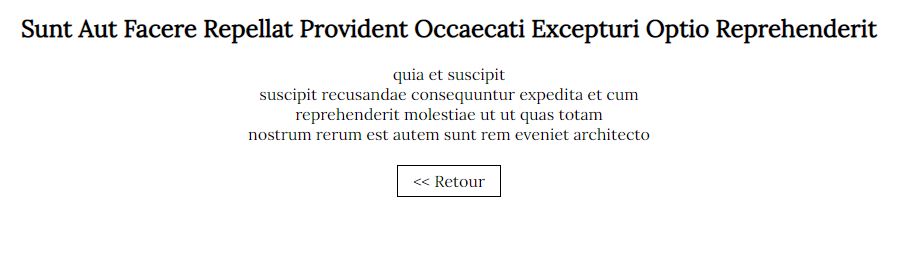 Sunt Aut Facere Repellat Provident Occaecati Excepturi Optio Reprehenderit
quia et suscipit
suscipit recusandae consequuntur expedita et cum
reprehenderit molestiae ut ut quas totam
nostrum rerum est autem sunt rem eveniet architecto
<< Retour